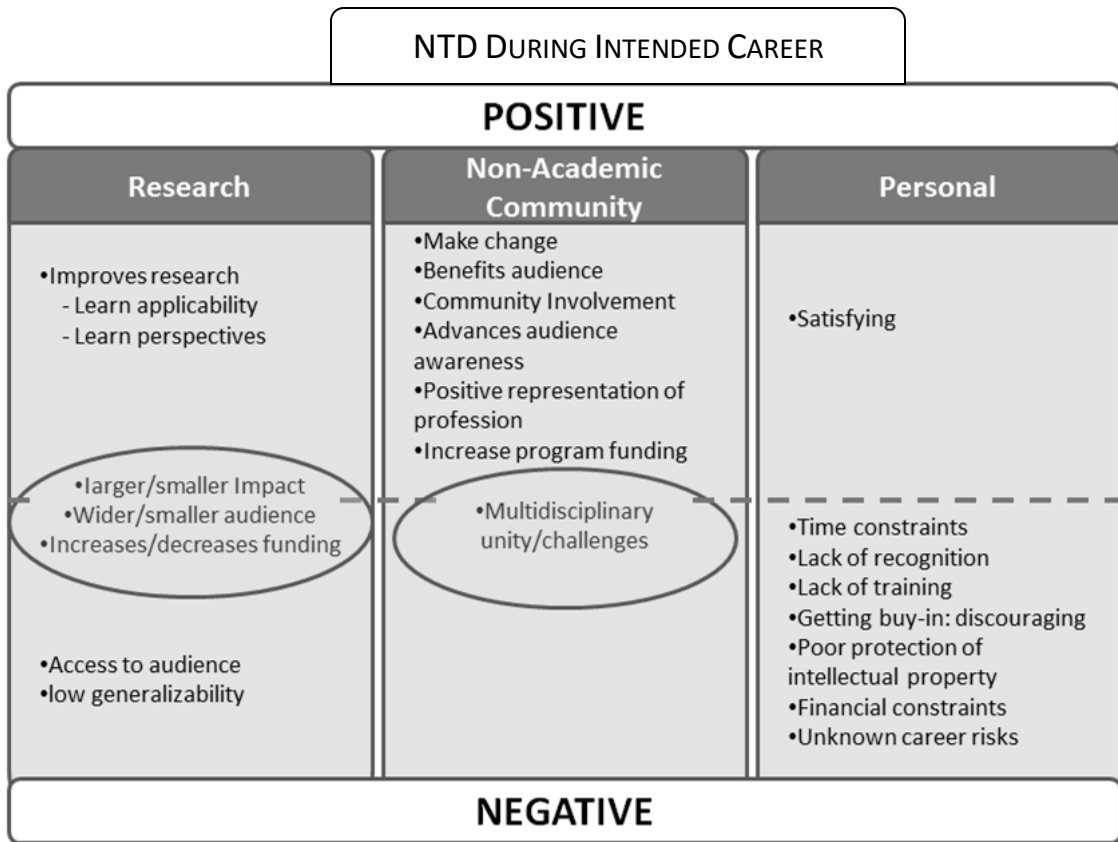 NTD DURING INTENDED CAREER
POSITIVE
Research
•Improves research
- Learn applicability
- Learn perspectives
•larger/smaller Impact
•Wider/smaller audience
•Increases/decreases funding
•Access to audience
•low generalizability
Non-Academic
Community
•Make change
•Benefits audience
•Community Involvement
•Advances audience
awareness
•Positive representation of
profession
•Increase program funding
•Multidisciplinary
unity/challenges
Personal
•Satisfying
•Time constraints
•Lack of recognition
•Lack of training
•Getting buy-in: discouraging
•Poor protection of
intellectual property
•Financial constraints
•Unknown career risks
NEGATIVE